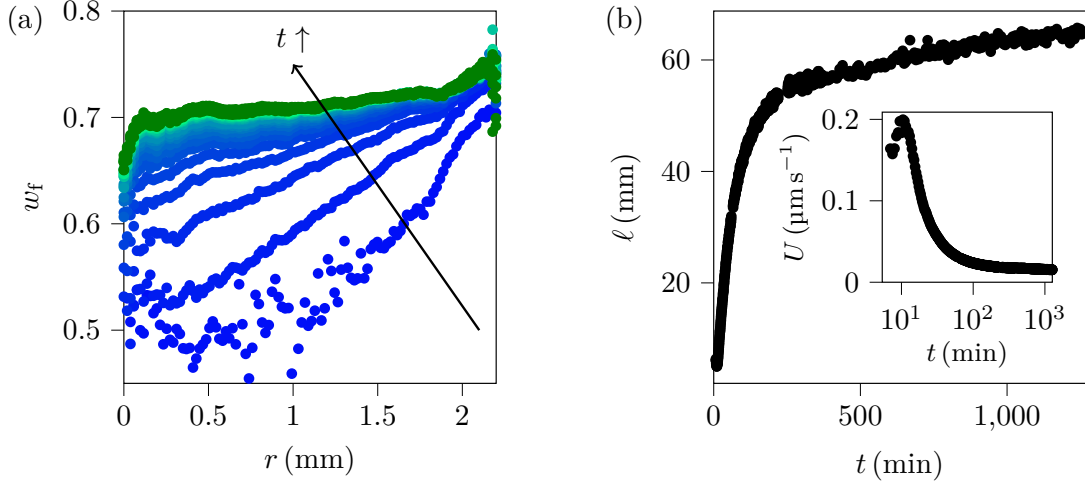 (a)
0.8
0.7
0.6
0.5
w_f
t ↑
0
0.5
1
1.5
2
r (mm)
(b)
60
40
20
ℓ (mm)
0
500
1,000
t (min)
0.2
0.1
0
U (µm s⁻¹)
10¹
10²
10³
t (min)